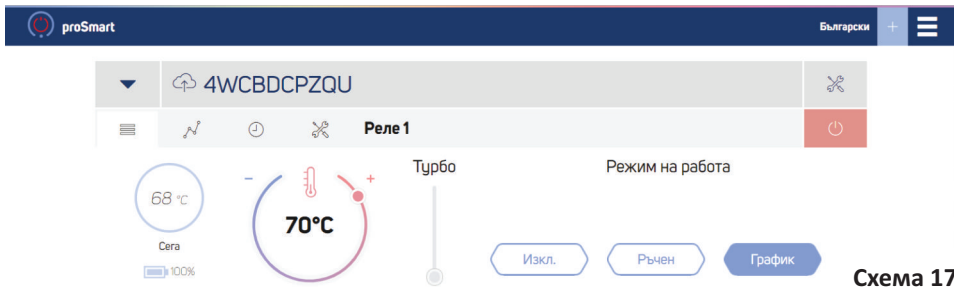 proSmart
Български +
4WCBDCPZQU
Реле 1
Турбо
Режим на работа
68 °C
- +
70°C
Сега
100%
Изкл.
Ръчен
График
Схема 17